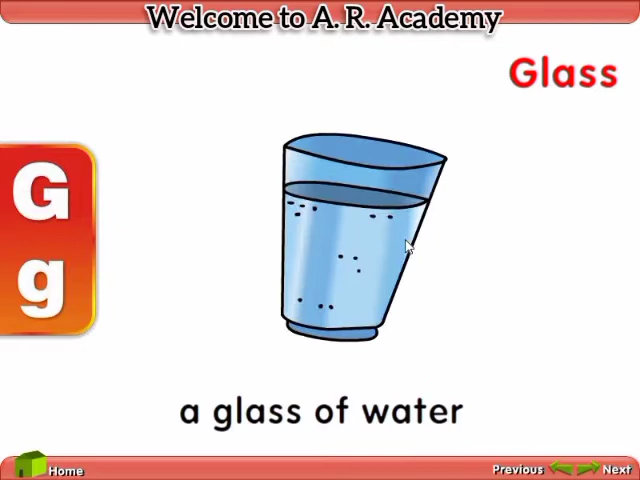 Welcome to A. R. Academy
Glass
G
g
a glass of water
Home
Previous
Next